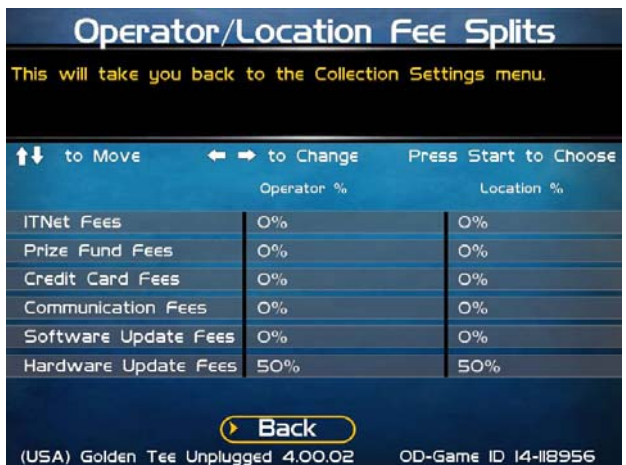 Operator/Location Fee Splits
This will take you back to the Collection Settings menu.
to Move to Change Press Start to Choose
Operator % Location %
ITNet Fees 0% 0%
Prize Fund Fees 0% 0%
Credit Card Fees 0% 0%
Communication Fees 0% 0%
Software Update Fees 0% 0%
Hardware Update Fees 50% 50%
Back
(USA) Golden Tee Unplugged 4.00.02 OD-Game ID 14-118956